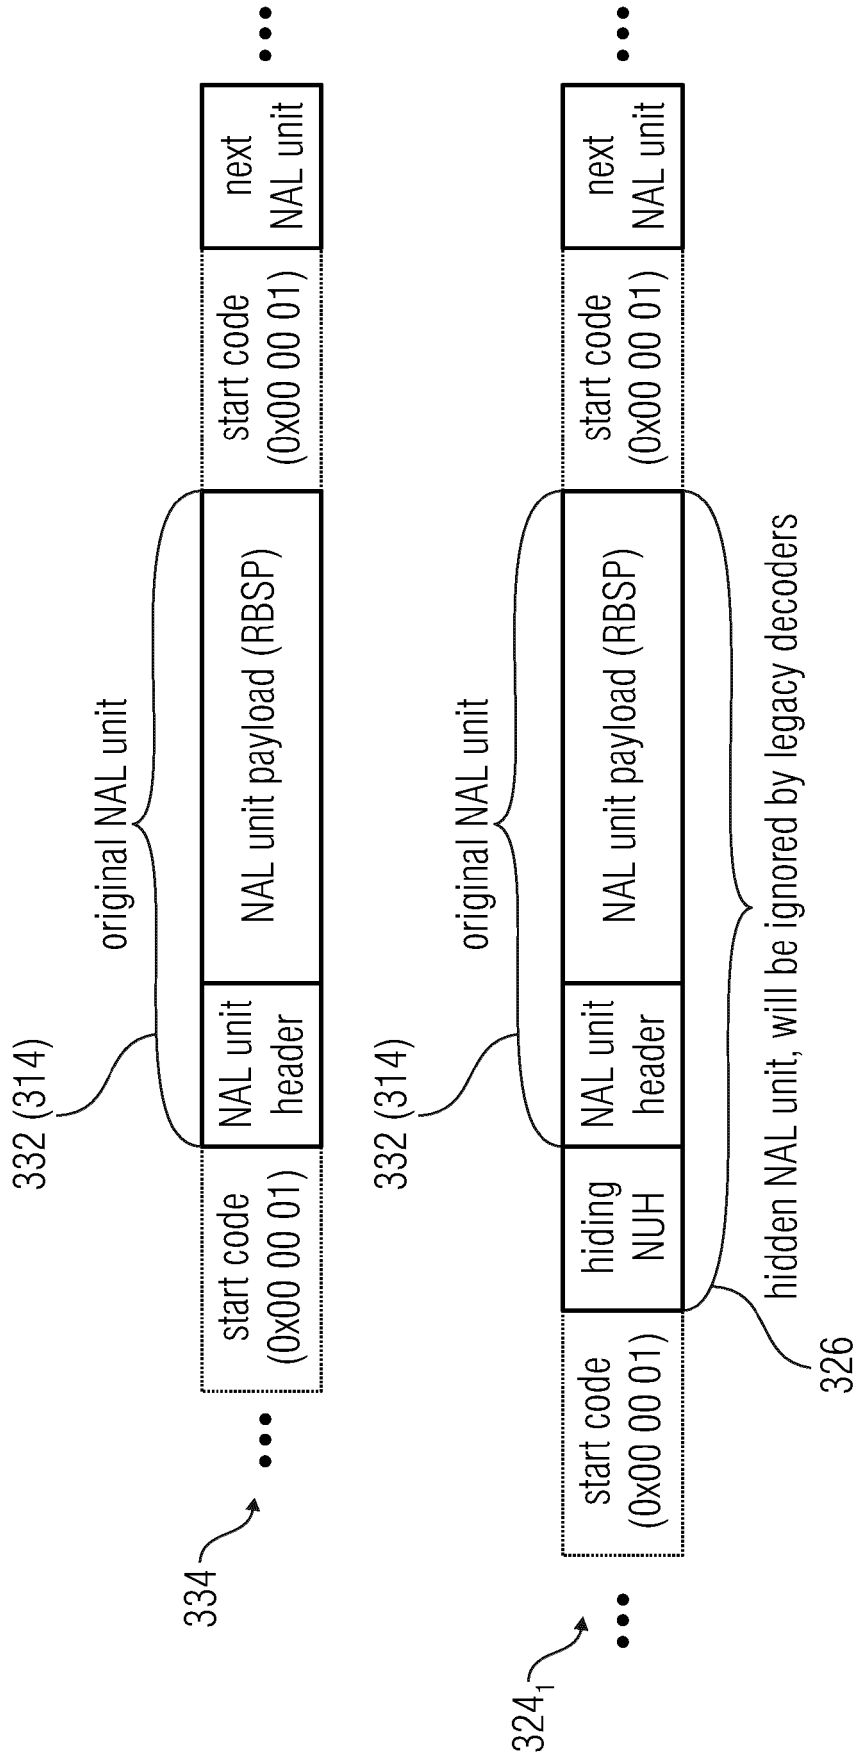 334
332 (314)
original NAL unit
start code
(0x00 00 01)
NAL unit
header
NAL unit payload (RBSP)
start code
(0x00 00 01)
next
NAL unit
324₁
332 (314)
original NAL unit
start code
(0x00 00 01)
hiding
NUH
NAL unit
header
NAL unit payload (RBSP)
start code
(0x00 00 01)
next
NAL unit
326
hidden NAL unit, will be ignored by legacy decoders